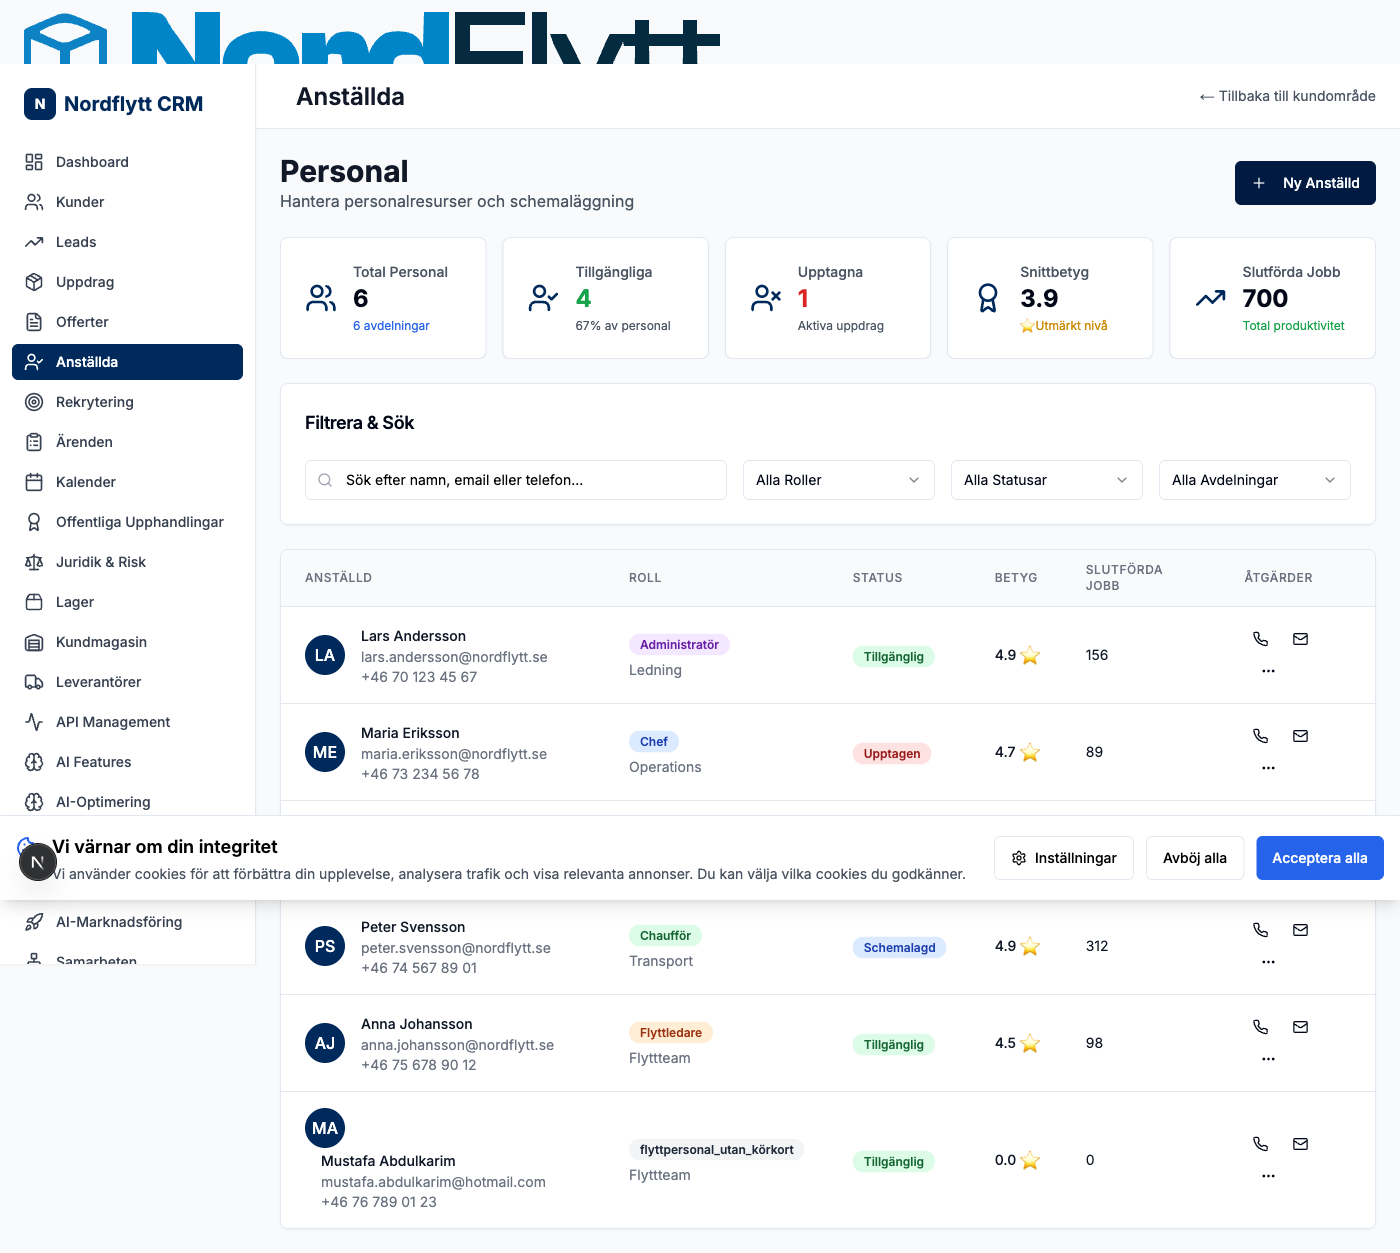 NordFlytt
N Nordflytt CRM
Dashboard
Kunder
Leads
Uppdrag
Offerter
Anställda
Rekrytering
Ärenden
Kalender
Offentliga Upphandlingar
Juridik & Risk
Lager
Kundmagasin
Leverantörer
API Management
AI Features
AI-Optimering
AI-Marknadsföring
Samarbeten
Anställda
← Tillbaka till kundområde
Personal
Hantera personalresurser och schemaläggning
Ny Anställd
Total Personal
6
6 avdelningar
Tillgängliga
4
67% av personal
Upptagna
1
Aktiva uppdrag
Snittbetyg
3.9
⭐Utmärkt nivå
Slutförda Jobb
700
Total produktivitet
Filtrera & Sök
Sök efter namn, email eller telefon...
Alla Roller
Alla Statusar
Alla Avdelningar
ANSTÄLLD ROLL STATUS BETYG SLUTFÖRDA JOBB ÅTGÄRDER
LA
Lars Andersson
lars.andersson@nordflytt.se
+46 70 123 45 67
Administratör
Ledning
Tillgänglig
4.9 ⭐
156
ME
Maria Eriksson
maria.eriksson@nordflytt.se
+46 73 234 56 78
Chef
Operations
Upptagen
4.7 ⭐
89
N
Vi värnar om din integritet
Vi använder cookies för att förbättra din upplevelse, analysera trafik och visa relevanta annonser. Du kan välja vilka cookies du godkänner.
Inställningar
Avböj alla
Acceptera alla
PS
Peter Svensson
peter.svensson@nordflytt.se
+46 74 567 89 01
Chaufför
Transport
Schemalagd
4.9 ⭐
312
AJ
Anna Johansson
anna.johansson@nordflytt.se
+46 75 678 90 12
Flyttledare
Flyttteam
Tillgänglig
4.5 ⭐
98
MA
Mustafa Abdulkarim
mustafa.abdulkarim@hotmail.com
+46 76 789 01 23
flyttpersonal_utan_körkort
Flyttteam
Tillgänglig
0.0 ⭐
0